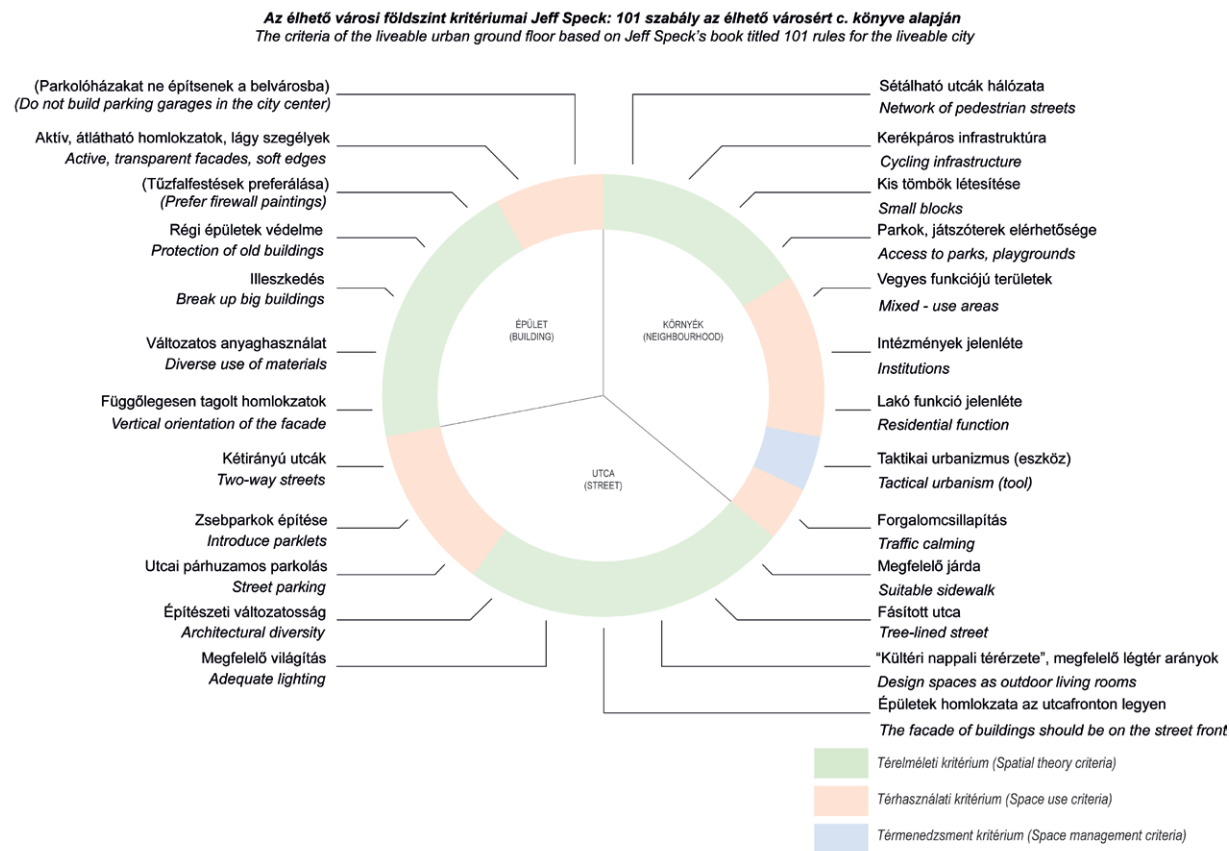 Az élhető városi földszint kritériumai Jeff Speck: 101 szabály az élhető városért c. könyve alapján
The criteria of the liveable urban ground floor based on Jeff Speck's book titled 101 rules for the liveable city
(Parkolóházakat ne építsenek a belvárosba)
(Do not build parking garages in the city center)
Aktív, átlátható homlokzatok, lágy szegélyek
Active, transparent facades, soft edges
(Tűzfalfestések preferálása)
(Prefer firewall paintings)
Régi épületek védelme
Protection of old buildings
Illeszkedés
Break up big buildings
Változatos anyaghasználat
Diverse use of materials
Függőlegesen tagolt homlokzatok
Vertical orientation of the facade
Kétirányú utcák
Two-way streets
Zsebparkok építése
Introduce parklets
Utcai párhuzamos parkolás
Street parking
Építészeti változatosság
Architectural diversity
Megfelelő világítás
Adequate lighting
ÉPÜLET
(BUILDING)
KÖRNYÉK
(NEIGHBOURHOOD)
UTCA
(STREET)
Sétálható utcák hálózata
Network of pedestrian streets
Kerékpáros infrastruktúra
Cycling infrastructure
Kis tömbök létesítése
Small blocks
Parkok, játszóterek elérhetősége
Access to parks, playgrounds
Vegyes funkciójú területek
Mixed - use areas
Intézmények jelenléte
Institutions
Lakó funkció jelenléte
Residential function
Taktikai urbanizmus (eszköz)
Tactical urbanism (tool)
Forgalomcsillapítás
Traffic calming
Megfelelő járda
Suitable sidewalk
Fásított utca
Tree-lined street
“Kültéri nappali térérzete”, megfelelő légtér arányok
Design spaces as outdoor living rooms
Épületek homlokzata az utcafronton legyen
The facade of buildings should be on the street front
Térelméleti kritérium (Spatial theory criteria)
Térhasználati kritérium (Space use criteria)
Térmenedzsment kritérium (Space management criteria)